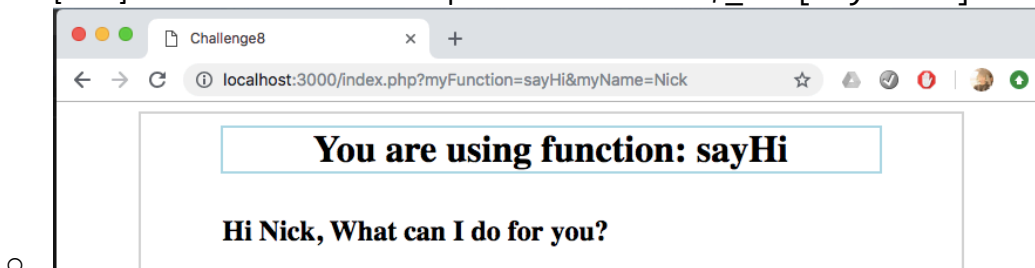 Challenge8
localhost:3000/index.php?myFunction=sayHi&myName=Nick
You are using function: sayHi
Hi Nick, What can I do for you?